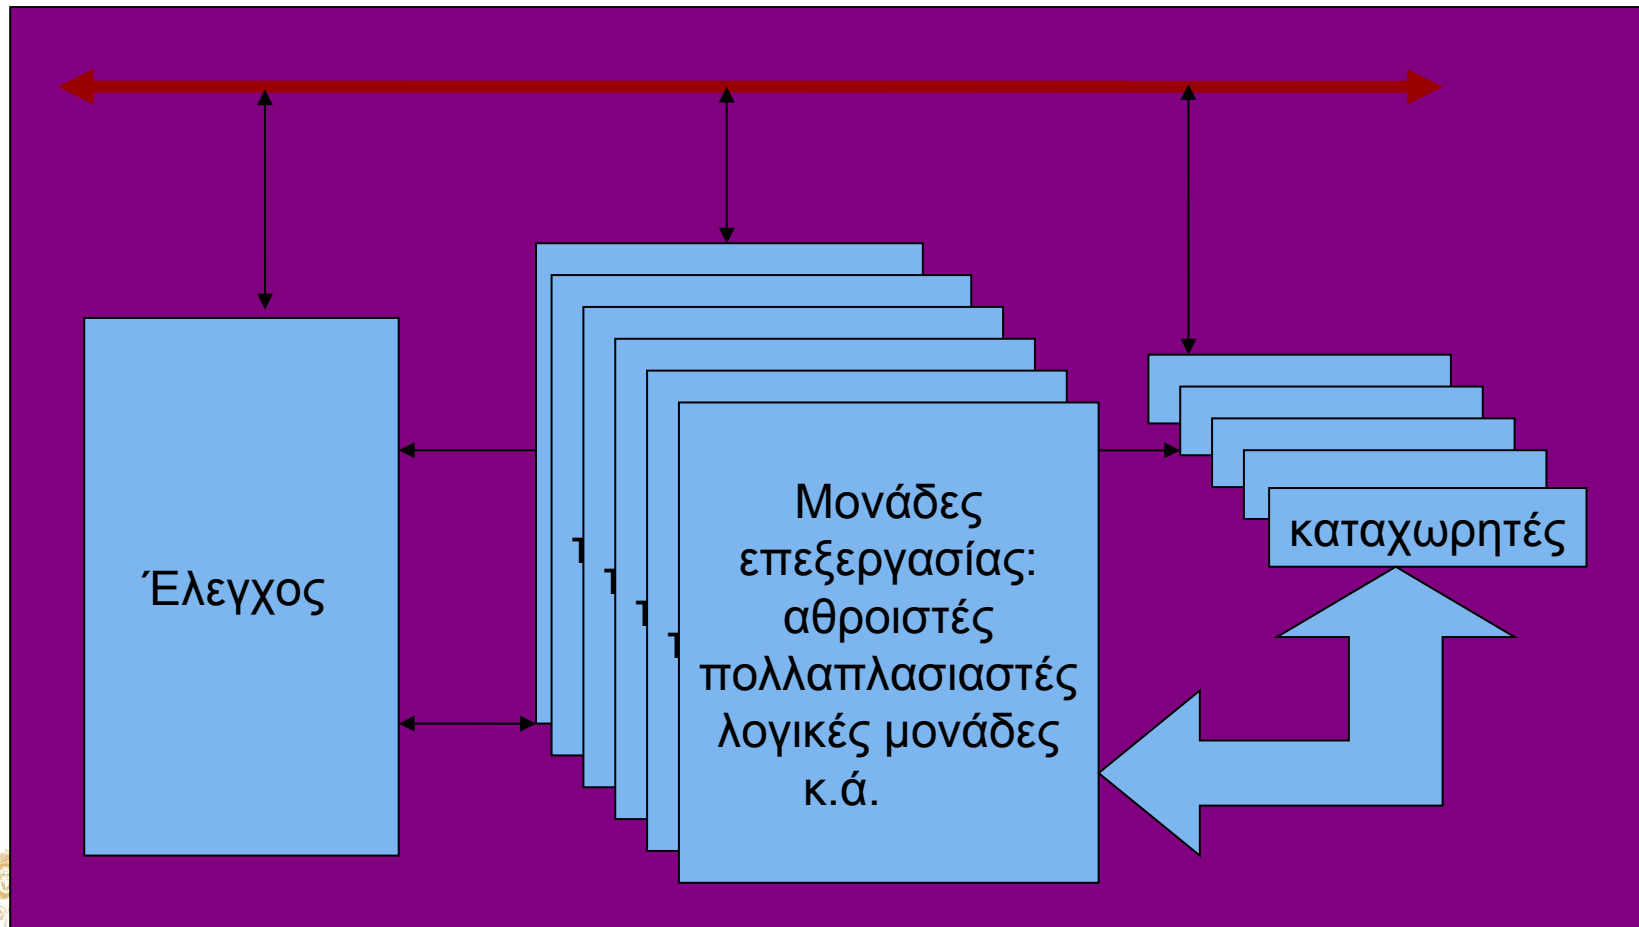 Έλεγχος
Μονάδες
επεξεργασίας:
αθροιστές
πολλαπλασιαστές
λογικές μονάδες
κ.ά.
καταχωρητές